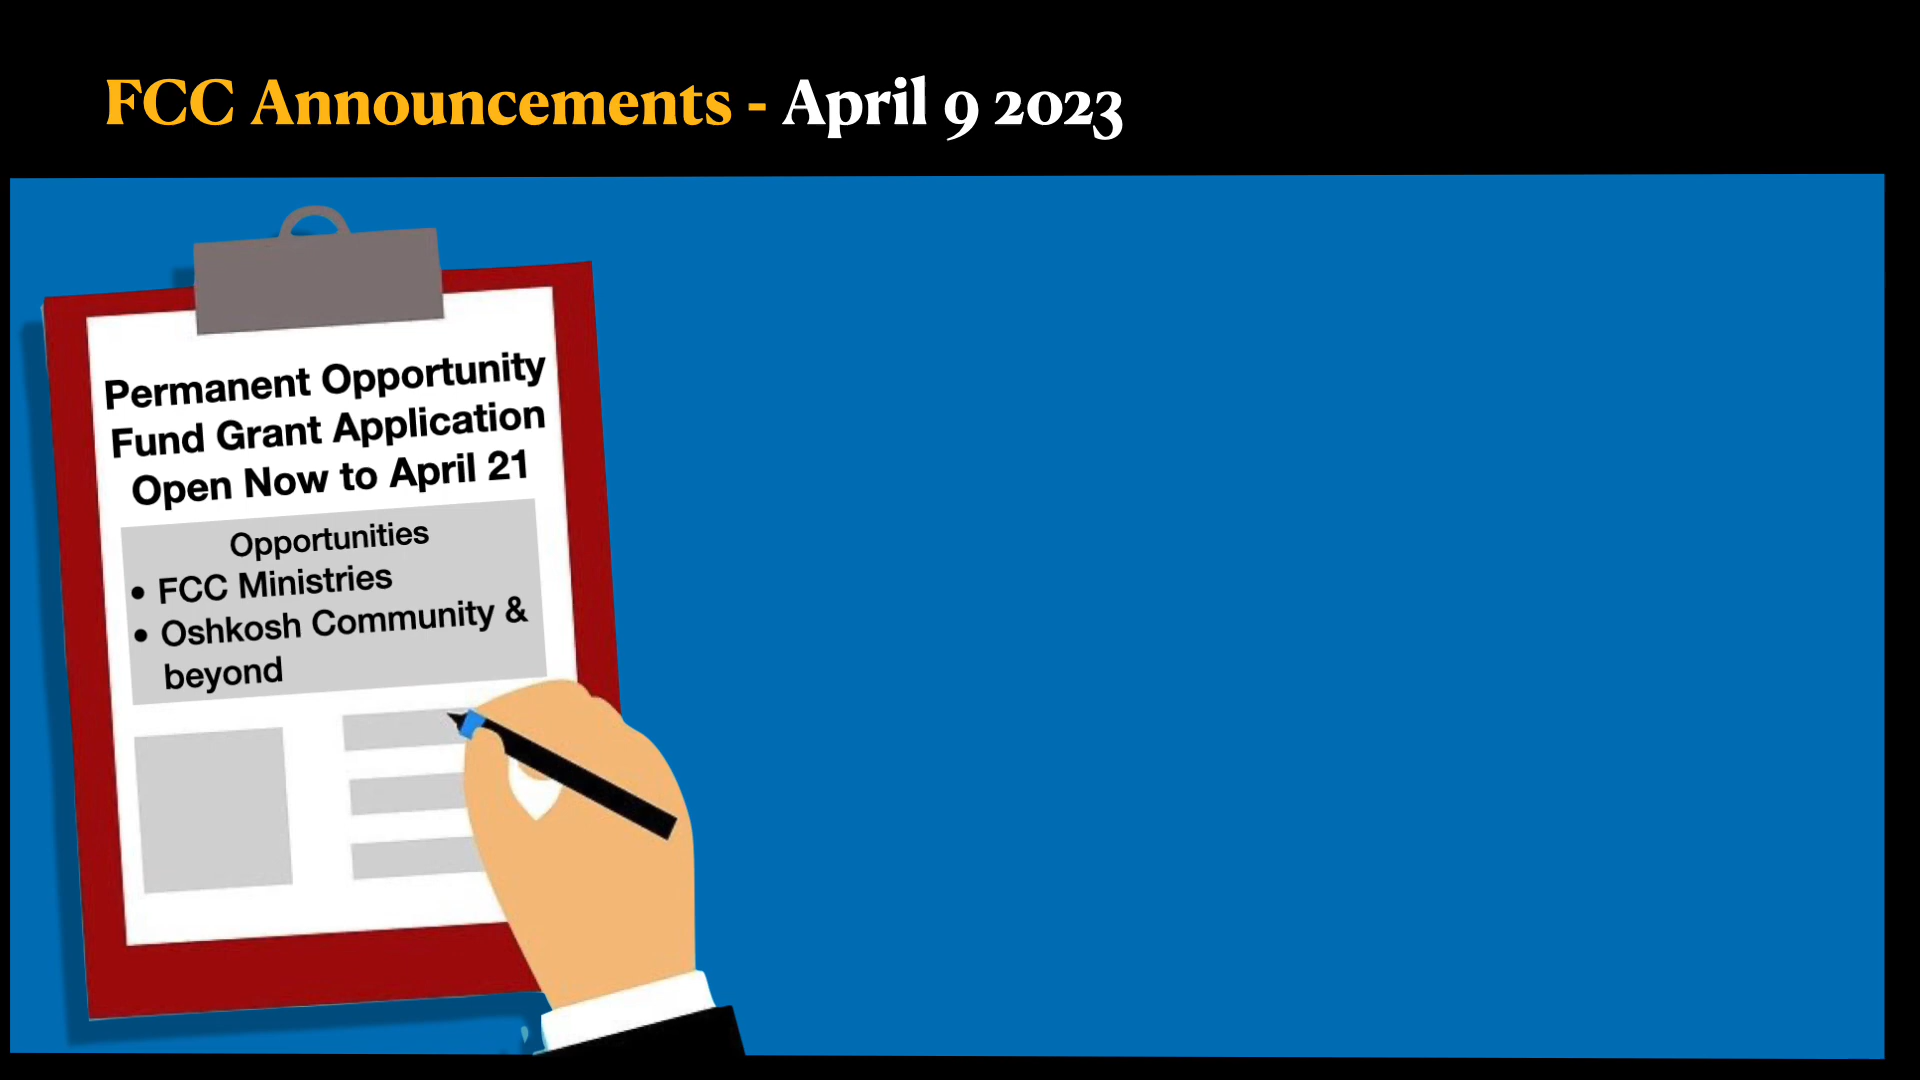 FCC Announcements - April 9 2023
Permanent Opportunity
Fund Grant Application
Open Now to April 21
Opportunities
• FCC Ministries
• Oshkosh Community &
beyond